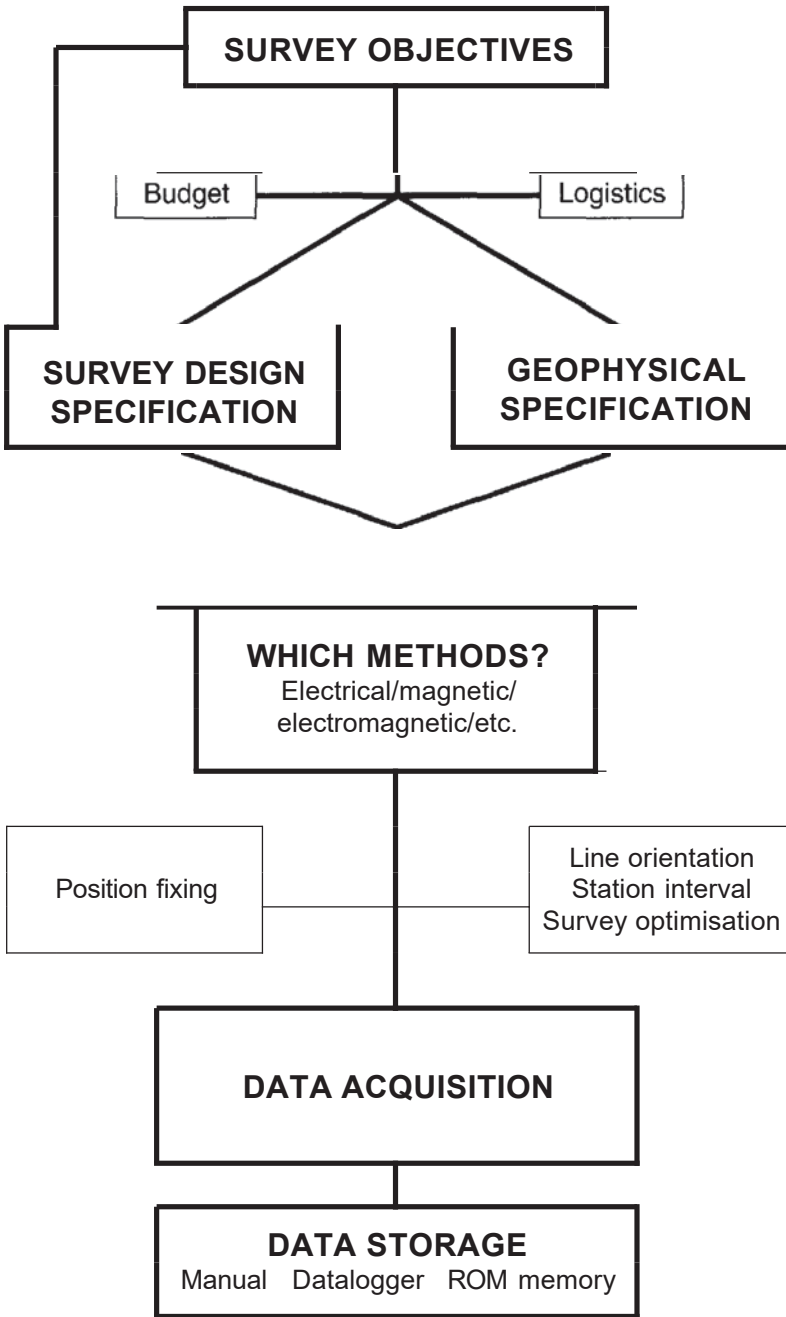 SURVEY OBJECTIVES
Budget
Logistics
SURVEY DESIGN
SPECIFICATION
GEOPHYSICAL
SPECIFICATION
WHICH METHODS?
Electrical/magnetic/
electromagnetic/etc.
Position fixing
Line orientation
Station interval
Survey optimisation
DATA ACQUISITION
DATA STORAGE
Manual Datalogger ROM memory